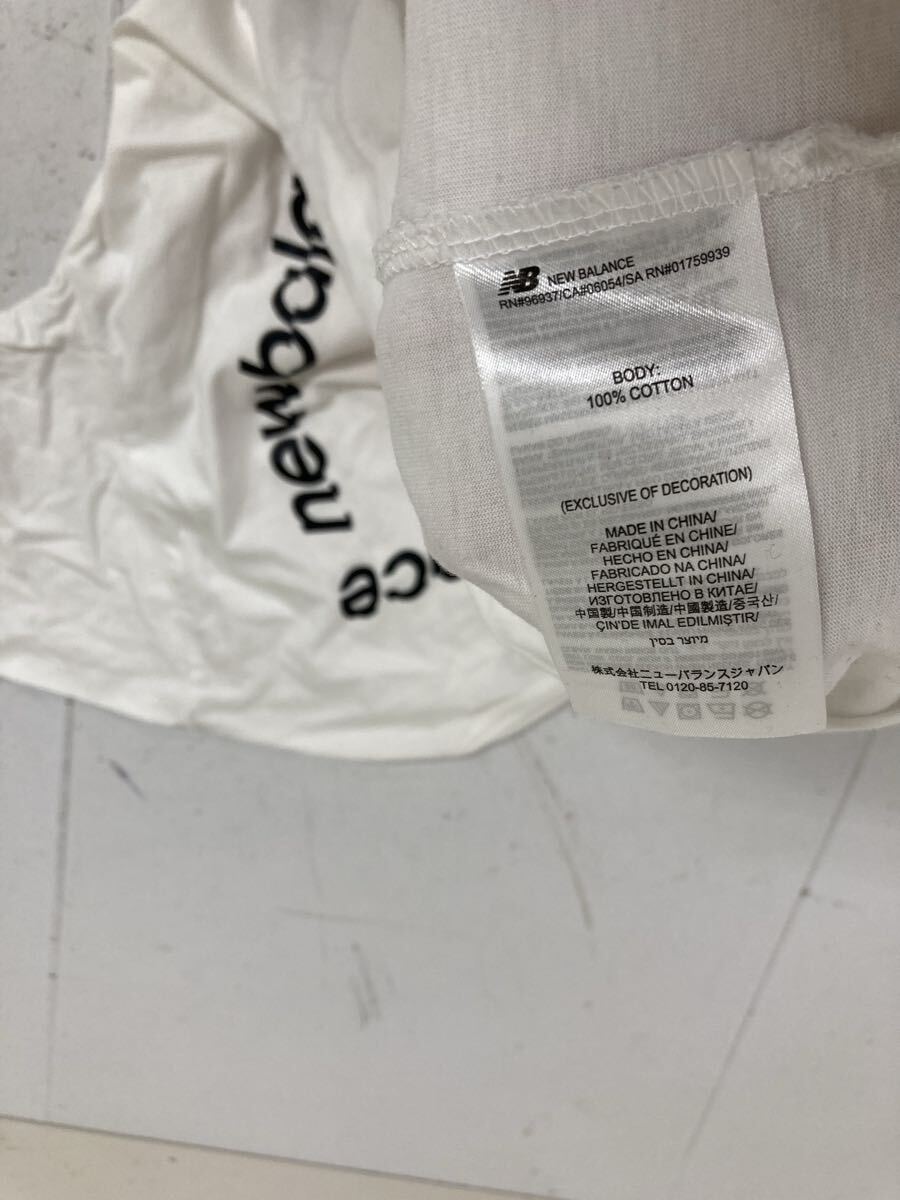 newbala
nce
NB NEW BALANCE
RN#96937/CA#06054/SA RN#01759939
BODY:
100% COTTON
(EXCLUSIVE OF DECORATION)
MADE IN CHINA/
FABRIQUÉ EN CHINE/
HECHO EN CHINA/
FABRICADO NA CHINA/
HERGESTELLT IN CHINA/
ИЗГОТОВЛЕНО В КИТАЕ/
中国製/中国制造/中國製造/중국산/
ÇIN'DE IMAL EDILMIŞTIR/
מיוצר בסין
株式会社ニューバランスジャパン
TEL 0120-85-7120